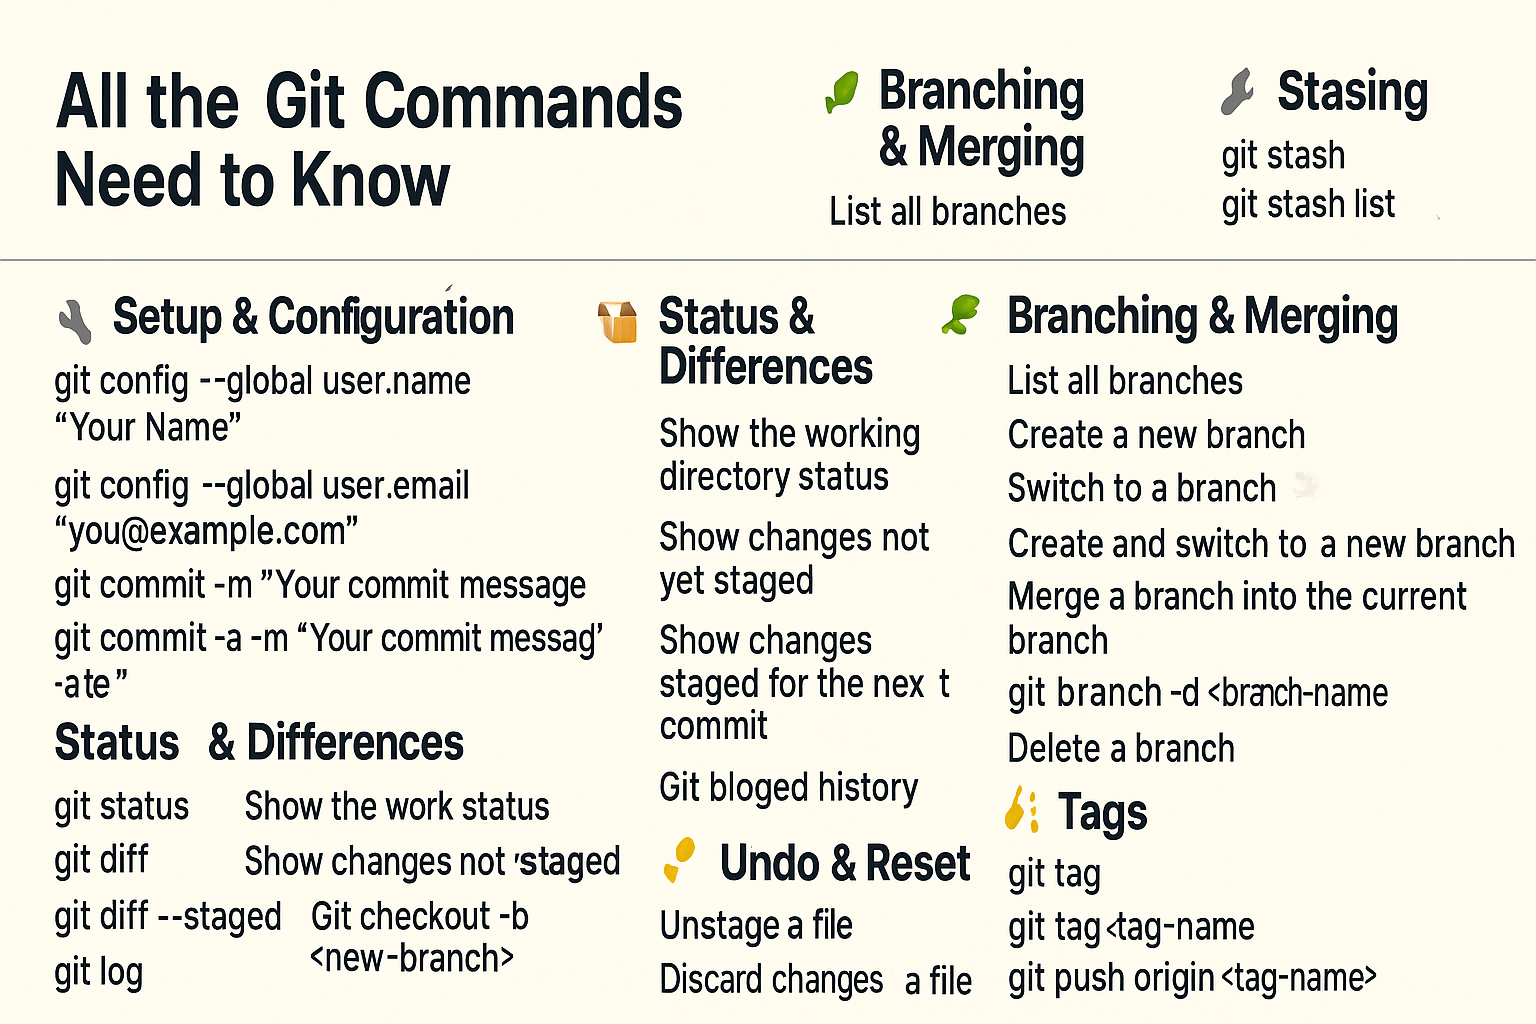 All the Git Commands
Need to Know
Branching
& Merging
List all branches
Stasing
git stash
git stash list
Setup & Configuration
git config --global user.name
“Your Name”
git config --global user.email
“you@example.com”
git commit -m ”Your commit message
git commit -a -m “Your commit messag’
-ate”
Status & Differences
git status Show the work status
git diff Show changes not ‘staged
git diff --staged Git checkout -b
<new-branch>
git log
Status &
Differences
Show the working
directory status
Show changes not
yet staged
Show changes
staged for the nex t
commit
Git bloged history
Undo & Reset
Unstage a file
Discard changes a file
Branching & Merging
List all branches
Create a new branch
Switch to a branch
Create and switch to a new branch
Merge a branch into the current
branch
git branch -d <branch-name
Delete a branch
Tags
git tag
git tag <tag-name
git push origin <tag-name>